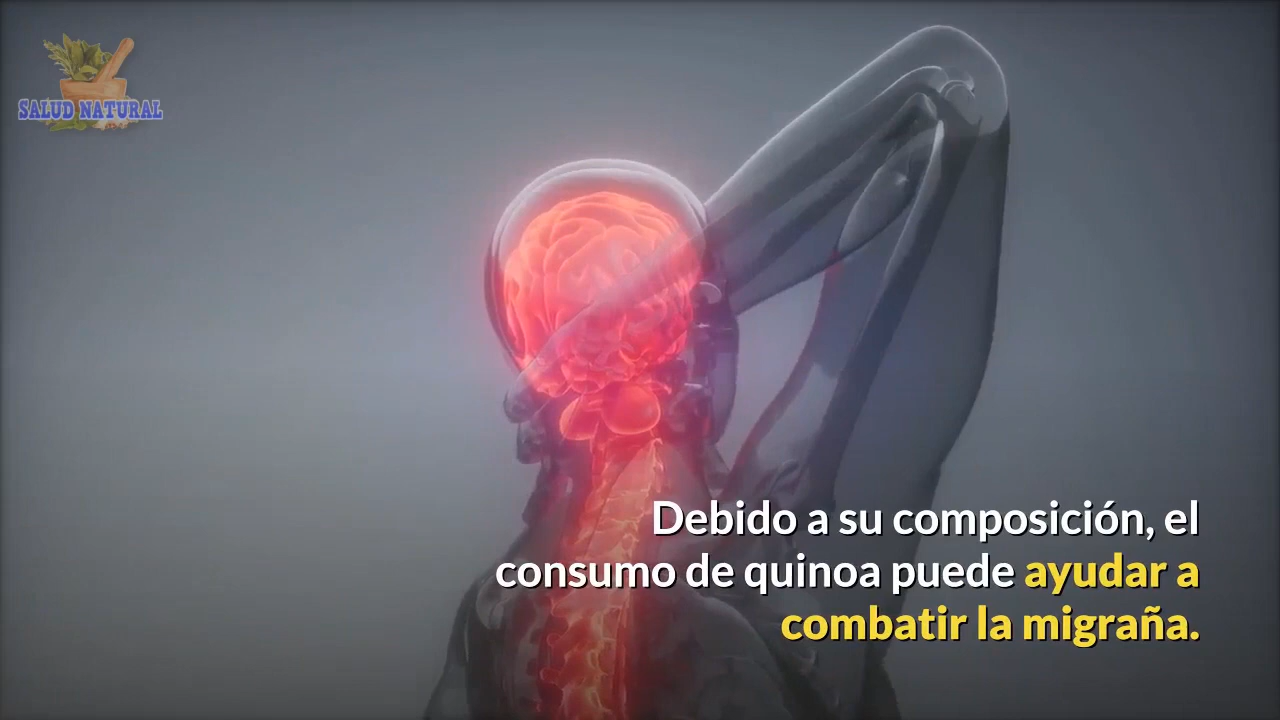 SALUD NATURAL
Debido a su composición, el
consumo de quinoa puede ayudar a
combatir la migraña.